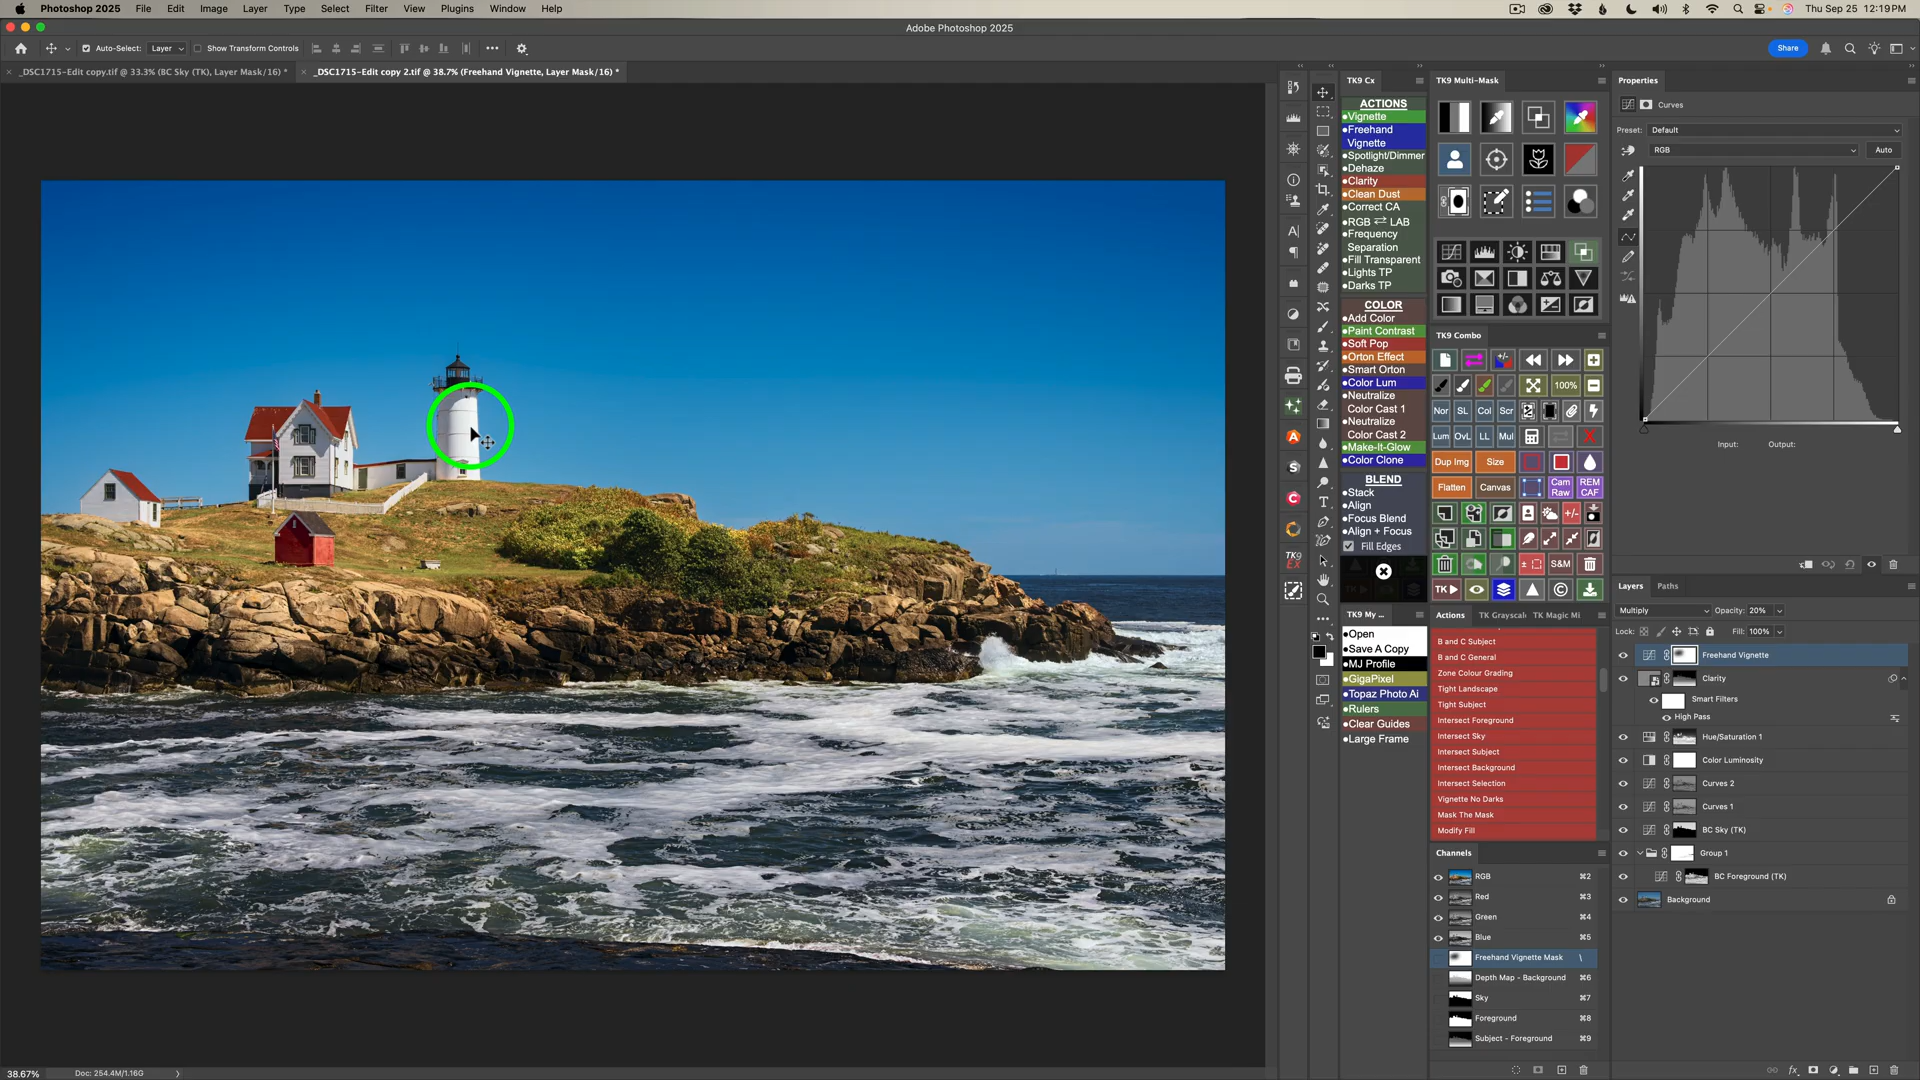 Photoshop 2025 File Edit Image Layer Type Select Filter View Plugins Window Help
Thu Sep 25 12:19 PM
Adobe Photoshop 2025
Auto-Select: Layer Show Transform Controls
Share
_DSC1715-Edit copy.tif @ 33.3% (BC Sky (TK), Layer Mask/16) *
_DSC1715-Edit copy 2.tif @ 38.7% (Freehand Vignette, Layer Mask/16) *
TK9 Cx
ACTIONS
Vignette
Freehand
Vignette
Spotlight/Dimmer
Dehaze
Clarity
Clean Dust
Correct CA
RGB ⇄ LAB
Frequency
Separation
Fill Transparent
Lights TP
Darks TP
COLOR
Add Color
Paint Contrast
Soft Pop
Orton Effect
Smart Orton
Color Lum
Neutralize
Color Cast 1
Neutralize
Color Cast 2
Make-It-Glow
Color Clone
BLEND
Stack
Align
Focus Blend
Align + Focus
Fill Edges
TK9 My ...
Open
Save A Copy
MJ Profile
GigaPixel
Topaz Photo Ai
Rulers
Clear Guides
Large Frame
TK9 Multi-Mask
TK9 Combo
100%
Nor SL Col Scr
Lum OvL LL Mul
Dup Img Size
Flatten Canvas Cam Raw REM CAF
+/-
S&M
TK
Actions TK Grayscal TK Magic Mi
B and C Subject
B and C General
Zone Colour Grading
Tight Landscape
Tight Subject
Intersect Foreground
Intersect Sky
Intersect Subject
Intersect Background
Intersect Selection
Vignette No Darks
Mask The Mask
Modify Fill
Channels
RGB ⌘2
Red ⌘3
Green ⌘4
Blue ⌘5
Freehand Vignette Mask \
Depth Map - Background ⌘6
Sky ⌘7
Foreground ⌘8
Subject - Foreground ⌘9
Properties
Curves
Preset: Default
RGB Auto
Input: Output:
Layers Paths
Multiply Opacity: 20%
Lock: Fill: 100%
Freehand Vignette
Clarity
Smart Filters
High Pass
Hue/Saturation 1
Color Luminosity
Curves 2
Curves 1
BC Sky (TK)
Group 1
BC Foreground (TK)
Background
38.67% Doc: 254.4M/1.16G